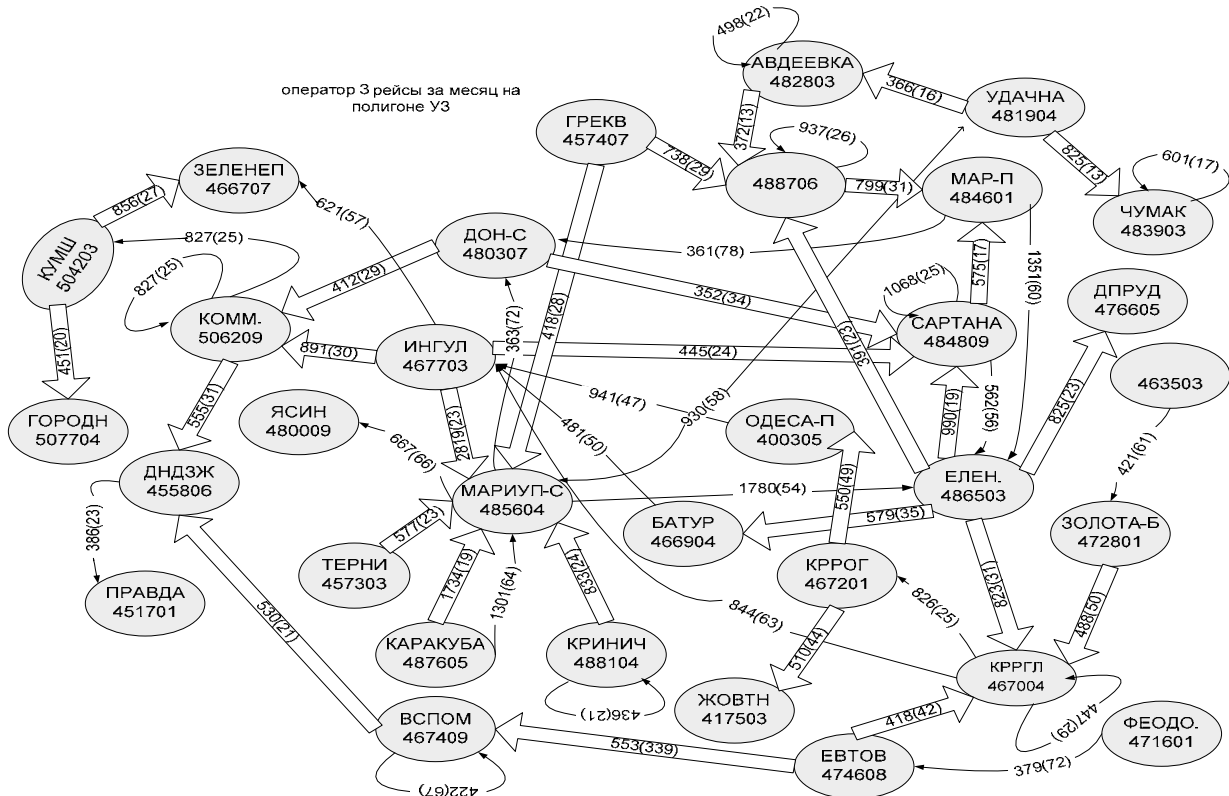 498(22)
АВДЕЕВКА
482803
оператор 3 рейсы за месяц на
полигоне УЗ
366(16)
УДАЧНА
481904
ГРЕКВ
457407
372(13)
937(26)
825(13)
601(17)
738(29)
ЗЕЛЕНЕП
466707
488706
799(31)
МАР-П
484601
ЧУМАК
483903
856(27)
621(57)
КУМШ
504203
827(25)
ДОН-С
480307
361(78)
827(25)
412(29)
352(34)
1068(25)
575(17)
1351(60)
ДПРУД
476605
КОММ.
506209
363(72)
418(28)
САРТАНА
484809
451(20)
891(30)
ИНГУЛ
467703
445(24)
391(23)
463503
555(31)
930(58)
562(56)
ГОРОДН
507704
ЯСИН
480009
2819(23)
941(47)
481(50)
ОДЕСА-П
400305
990(19)
825(23)
667(66)
421(61)
ДНДЗЖ
455806
МАРИУП-С
485604
1780(54)
550(49)
ЕЛЕН.
486503
386(23)
577(23)
БАТУР
466904
579(35)
ЗОЛОТА-Б
472801
ТЕРНИ
457303
833(24)
КРРОГ
467201
823(31)
ПРАВДА
451701
1734(19)
1301(64)
844(63)
826(25)
488(50)
530(21)
КАРАКУБА
487605
КРИНИЧ
488104
510(44)
КРРГЛ
467004
436(21)
ЖОВТН
417503
447(29)
ВСПОМ
467409
418(42)
ФЕОДО.
471601
553(339)
ЕВТОВ
474608
379(72)
422(67)